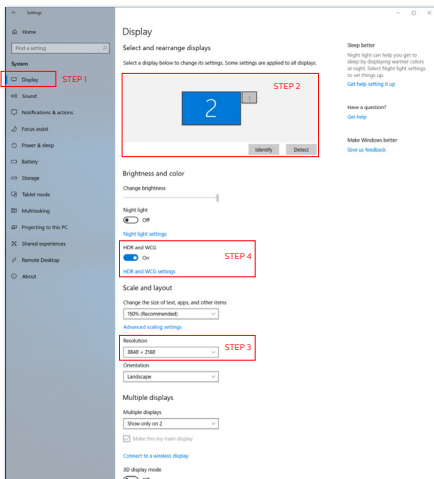 Settings
Home
Find a setting
System
Display
STEP 1
Sound
Notifications & actions
Focus assist
Power & sleep
Battery
Storage
Tablet mode
Multitasking
Projecting to this PC
Shared experiences
Remote Desktop
About
Display
Select and rearrange displays
Select a display below to change its settings. Some settings are applied to all displays.
STEP 2
2
1
Identify
Detect
Brightness and color
Change brightness
Night light
Off
Night light settings
HDR and WCG
On
STEP 4
HDR and WCG settings
Scale and layout
Change the size of text, apps, and other items
150% (Recommended)
Advanced scaling settings
Resolution
3840 × 2160
STEP 3
Orientation
Landscape
Multiple displays
Multiple displays
Show only on 2
Make this my main display
Connect to a wireless display
3D display mode
Off
Sleep better
Night light can help you get to
sleep by displaying warmer colors
at night. Select Night light settings
to set things up.
Get help setting it up
Have a question?
Get help
Make Windows better
Give us feedback